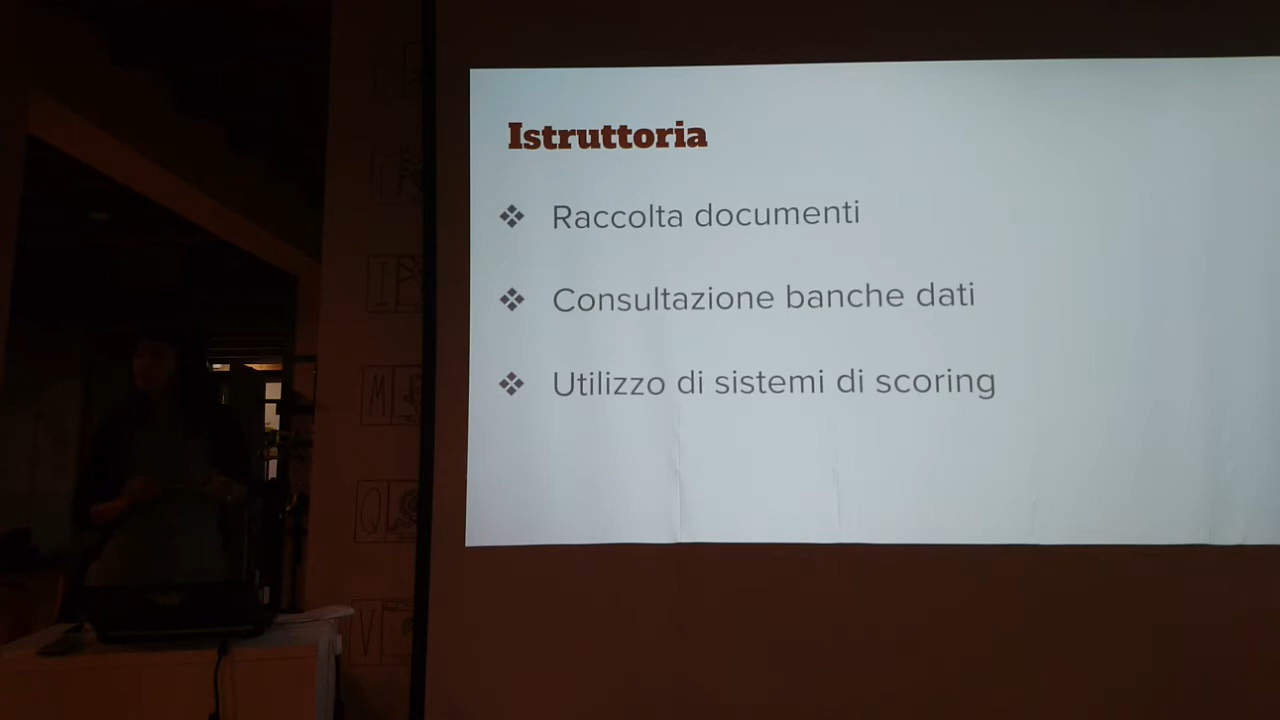 Istruttoria
Raccolta documenti
Consultazione banche dati
Utilizzo di sistemi di scoring
I
M
Q
V